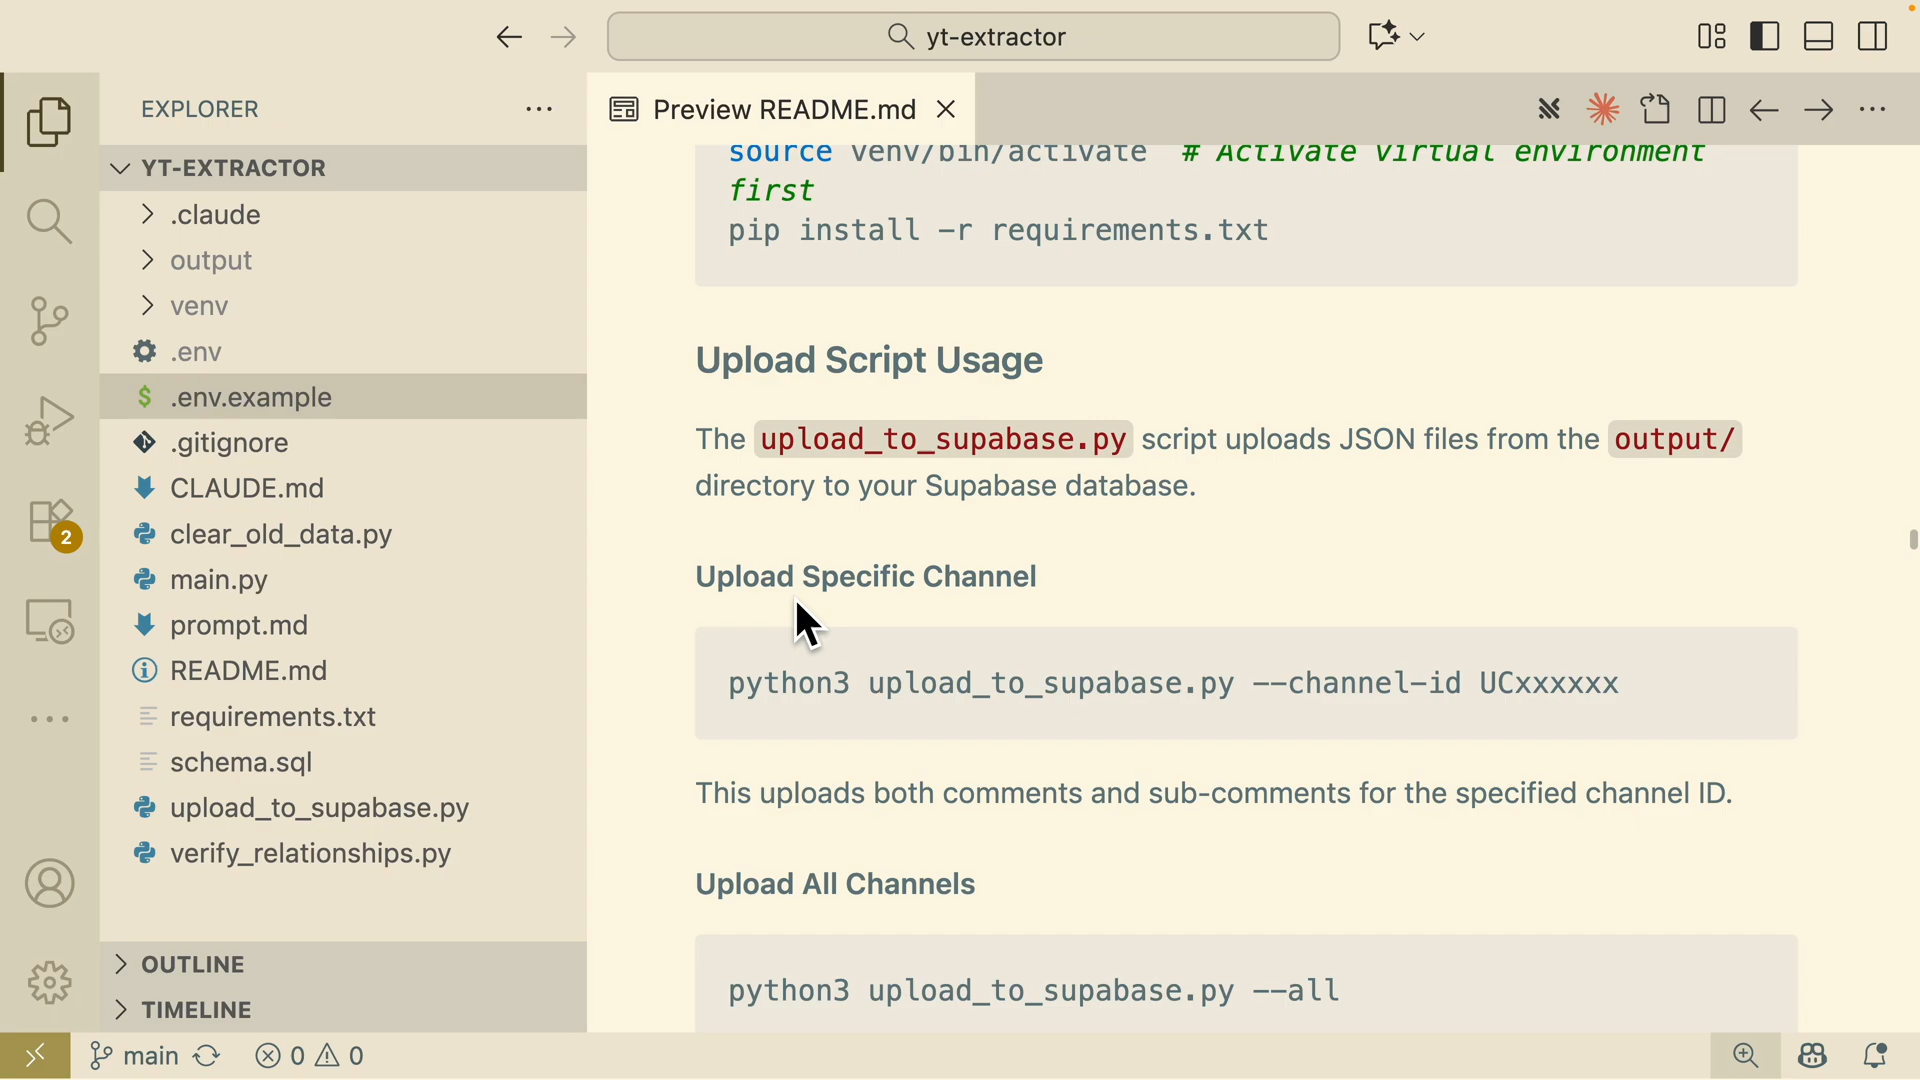 yt-extractor
EXPLORER
Preview README.md
YT-EXTRACTOR
.claude
output
venv
.env
$ .env.example
.gitignore
CLAUDE.md
clear_old_data.py
main.py
prompt.md
README.md
requirements.txt
schema.sql
upload_to_supabase.py
verify_relationships.py
OUTLINE
TIMELINE
2
source venv/bin/activate  # Activate virtual environment
first
pip install -r requirements.txt
Upload Script Usage
The upload_to_supabase.py script uploads JSON files from the output/
directory to your Supabase database.
Upload Specific Channel
python3 upload_to_supabase.py --channel-id UCxxxxxx
This uploads both comments and sub-comments for the specified channel ID.
Upload All Channels
python3 upload_to_supabase.py --all
main 0 0